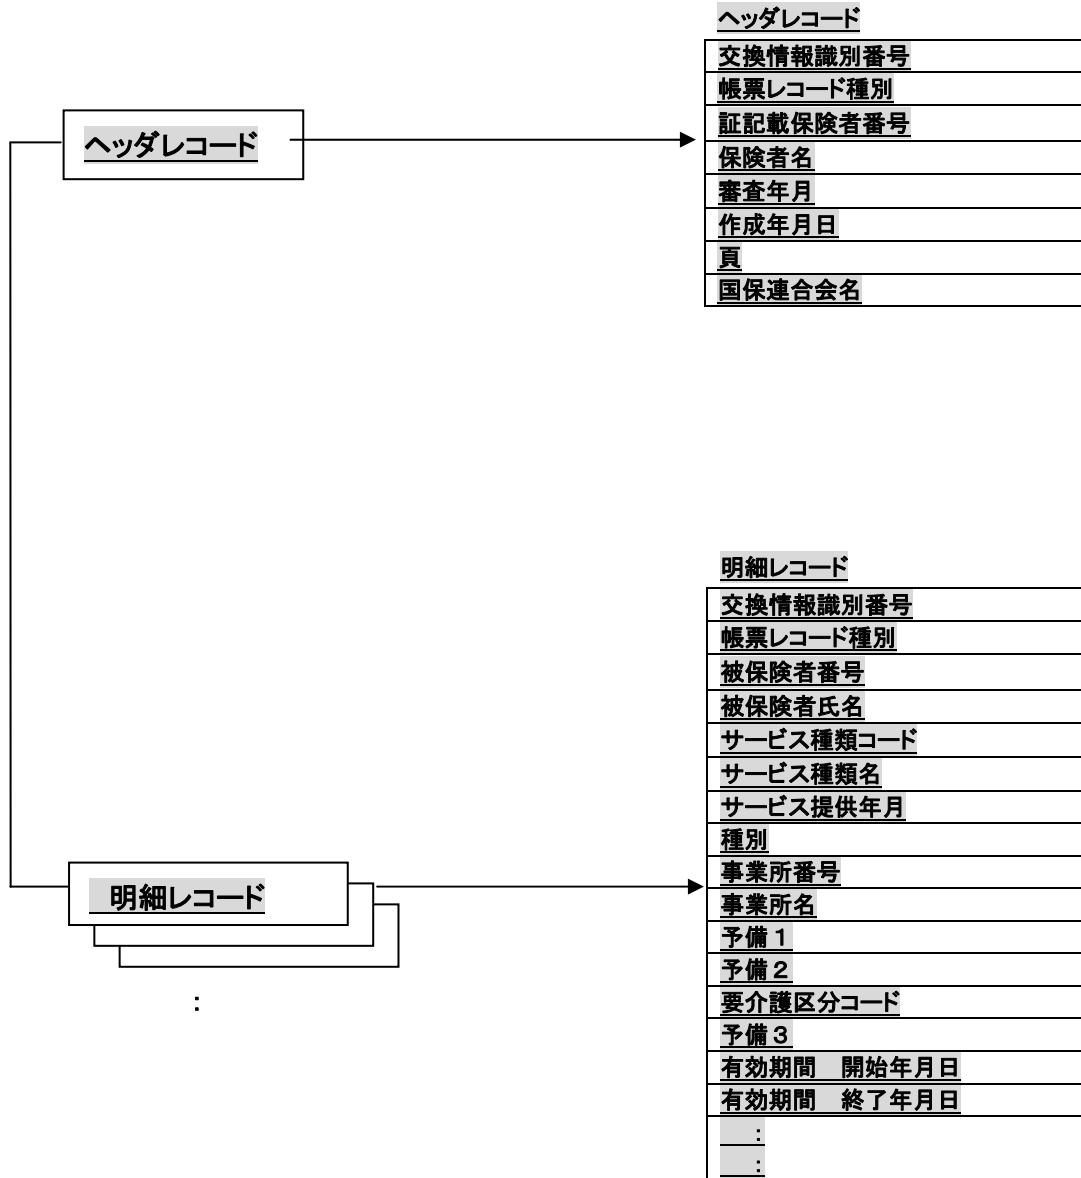 ヘッダレコード
交換情報識別番号
帳票レコード種別
証記載保険者番号
保険者名
審査年月
作成年月日
頁
国保連合会名
ヘッダレコード
明細レコード
交換情報識別番号
帳票レコード種別
被保険者番号
被保険者氏名
サービス種類コード
サービス種類名
サービス提供年月
種別
事業所番号
事業所名
予備1
予備2
要介護区分コード
予備3
有効期間　開始年月日
有効期間　終了年月日
：
：
明細レコード
：